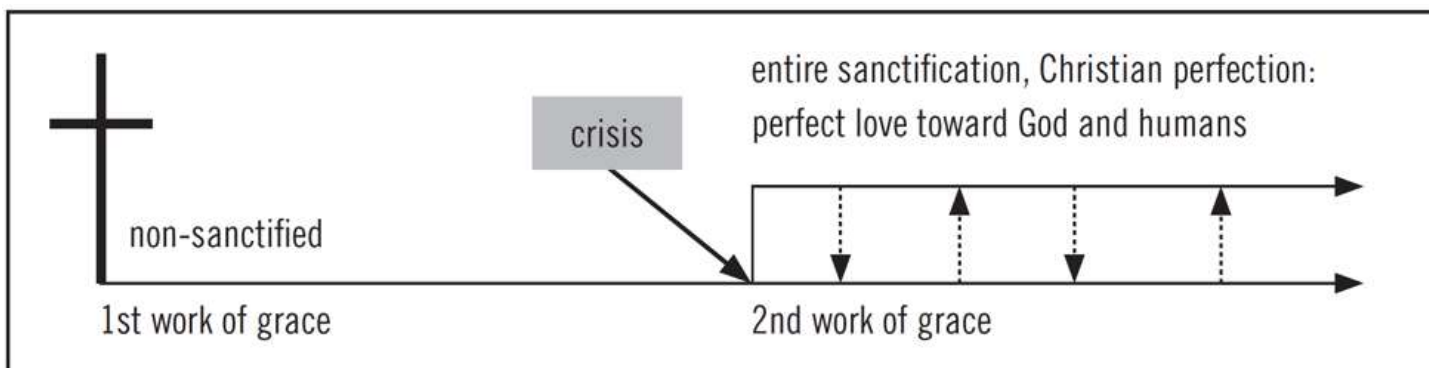 entire sanctification, Christian perfection:
perfect love toward God and humans
crisis
non-sanctified
1st work of grace
2nd work of grace